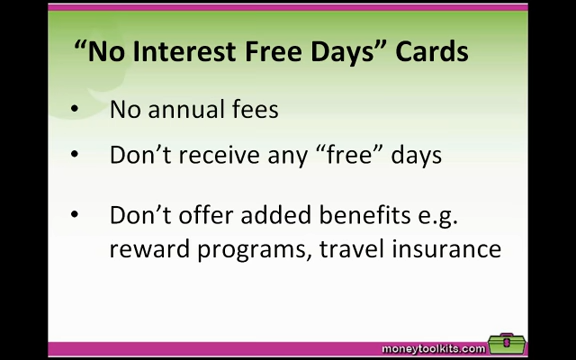 “No Interest Free Days” Cards
• No annual fees
• Don’t receive any “free” days
• Don’t offer added benefits e.g.
reward programs, travel insurance
moneytoolkits.com